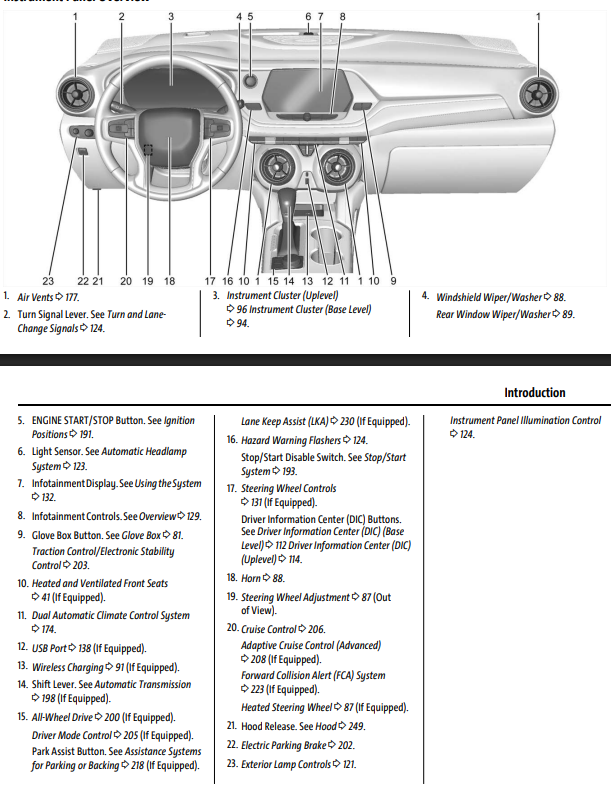 Instrument Panel Overview
1 2 3 4 5 6 7 8 1
23 22 21 20 19 18 17 16 10 1 15 14 13 12 11 1 10 9
1. Air Vents ➪ 177.
2. Turn Signal Lever. See Turn and Lane-
Change Signals ➪ 124.
3. Instrument Cluster (Uplevel)
➪ 96 Instrument Cluster (Base Level)
➪ 94.
4. Windshield Wiper/Washer ➪ 88.
Rear Window Wiper/Washer ➪ 89.
Introduction
5. ENGINE START/STOP Button. See Ignition
Positions ➪ 191.
6. Light Sensor. See Automatic Headlamp
System ➪ 123.
7. Infotainment Display. See Using the System
➪ 132.
8. Infotainment Controls. See Overview ➪ 129.
9. Glove Box Button. See Glove Box ➪ 81.
Traction Control/Electronic Stability
Control ➪ 203.
10. Heated and Ventilated Front Seats
➪ 41 (If Equipped).
11. Dual Automatic Climate Control System
➪ 174.
12. USB Port ➪ 138 (If Equipped).
13. Wireless Charging ➪ 91 (If Equipped).
14. Shift Lever. See Automatic Transmission
➪ 198 (If Equipped).
15. All-Wheel Drive ➪ 200 (If Equipped).
Driver Mode Control ➪ 205 (If Equipped).
Park Assist Button. See Assistance Systems
for Parking or Backing ➪ 218 (If Equipped).
Lane Keep Assist (LKA) ➪ 230 (If Equipped).
16. Hazard Warning Flashers ➪ 124.
Stop/Start Disable Switch. See Stop/Start
System ➪ 193.
17. Steering Wheel Controls
➪ 131 (If Equipped).
Driver Information Center (DIC) Buttons.
See Driver Information Center (DIC) (Base
Level) ➪ 112 Driver Information Center (DIC)
(Uplevel) ➪ 114.
18. Horn ➪ 88.
19. Steering Wheel Adjustment ➪ 87 (Out
of View).
20. Cruise Control ➪ 206.
Adaptive Cruise Control (Advanced)
➪ 208 (If Equipped).
Forward Collision Alert (FCA) System
➪ 223 (If Equipped).
Heated Steering Wheel ➪ 87 (If Equipped).
21. Hood Release. See Hood ➪ 249.
22. Electric Parking Brake ➪ 202.
23. Exterior Lamp Controls ➪ 121.
Instrument Panel Illumination Control
➪ 124.